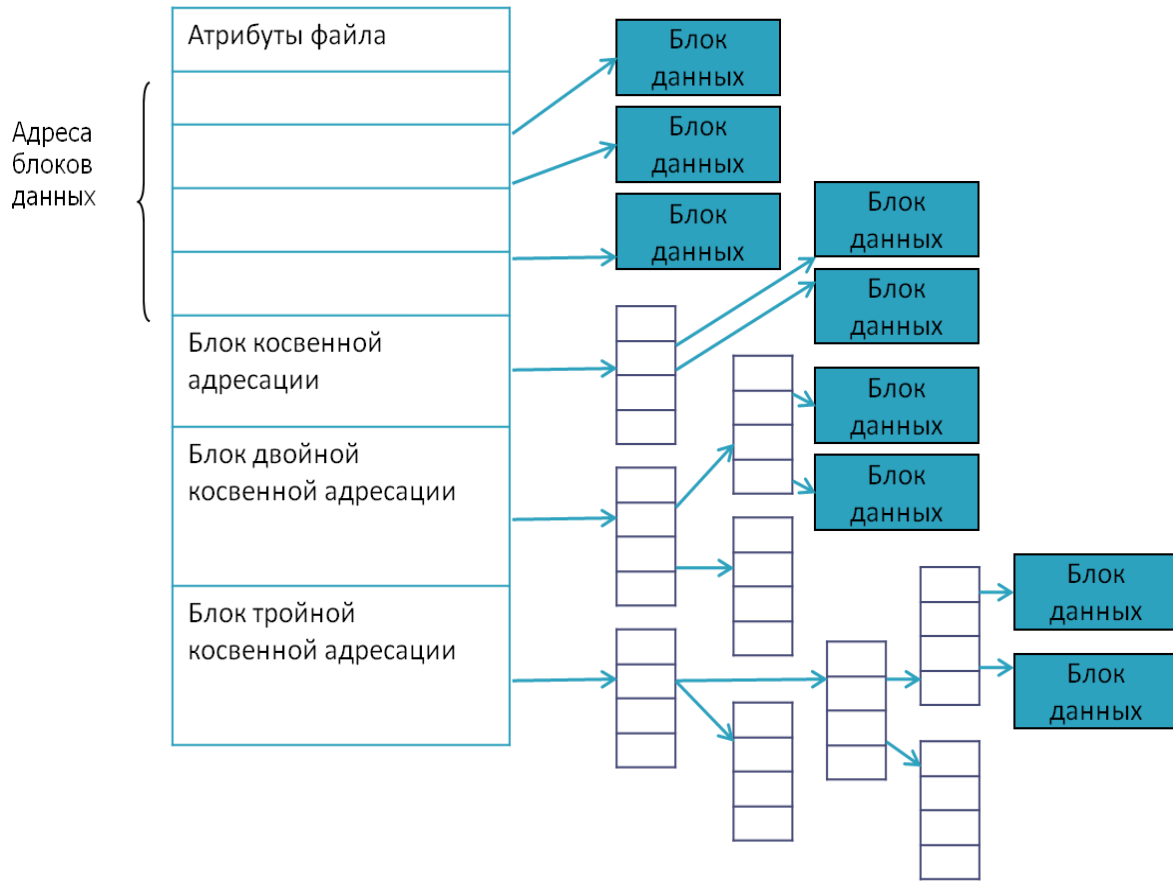 Атрибуты файла
Адреса
блоков
данных
Блок
данных
Блок
данных
Блок
данных
Блок косвенной
адресации
Блок
данных
Блок
данных
Блок двойной
косвенной адресации
Блок
данных
Блок
данных
Блок тройной
косвенной адресации
Блок
данных
Блок
данных